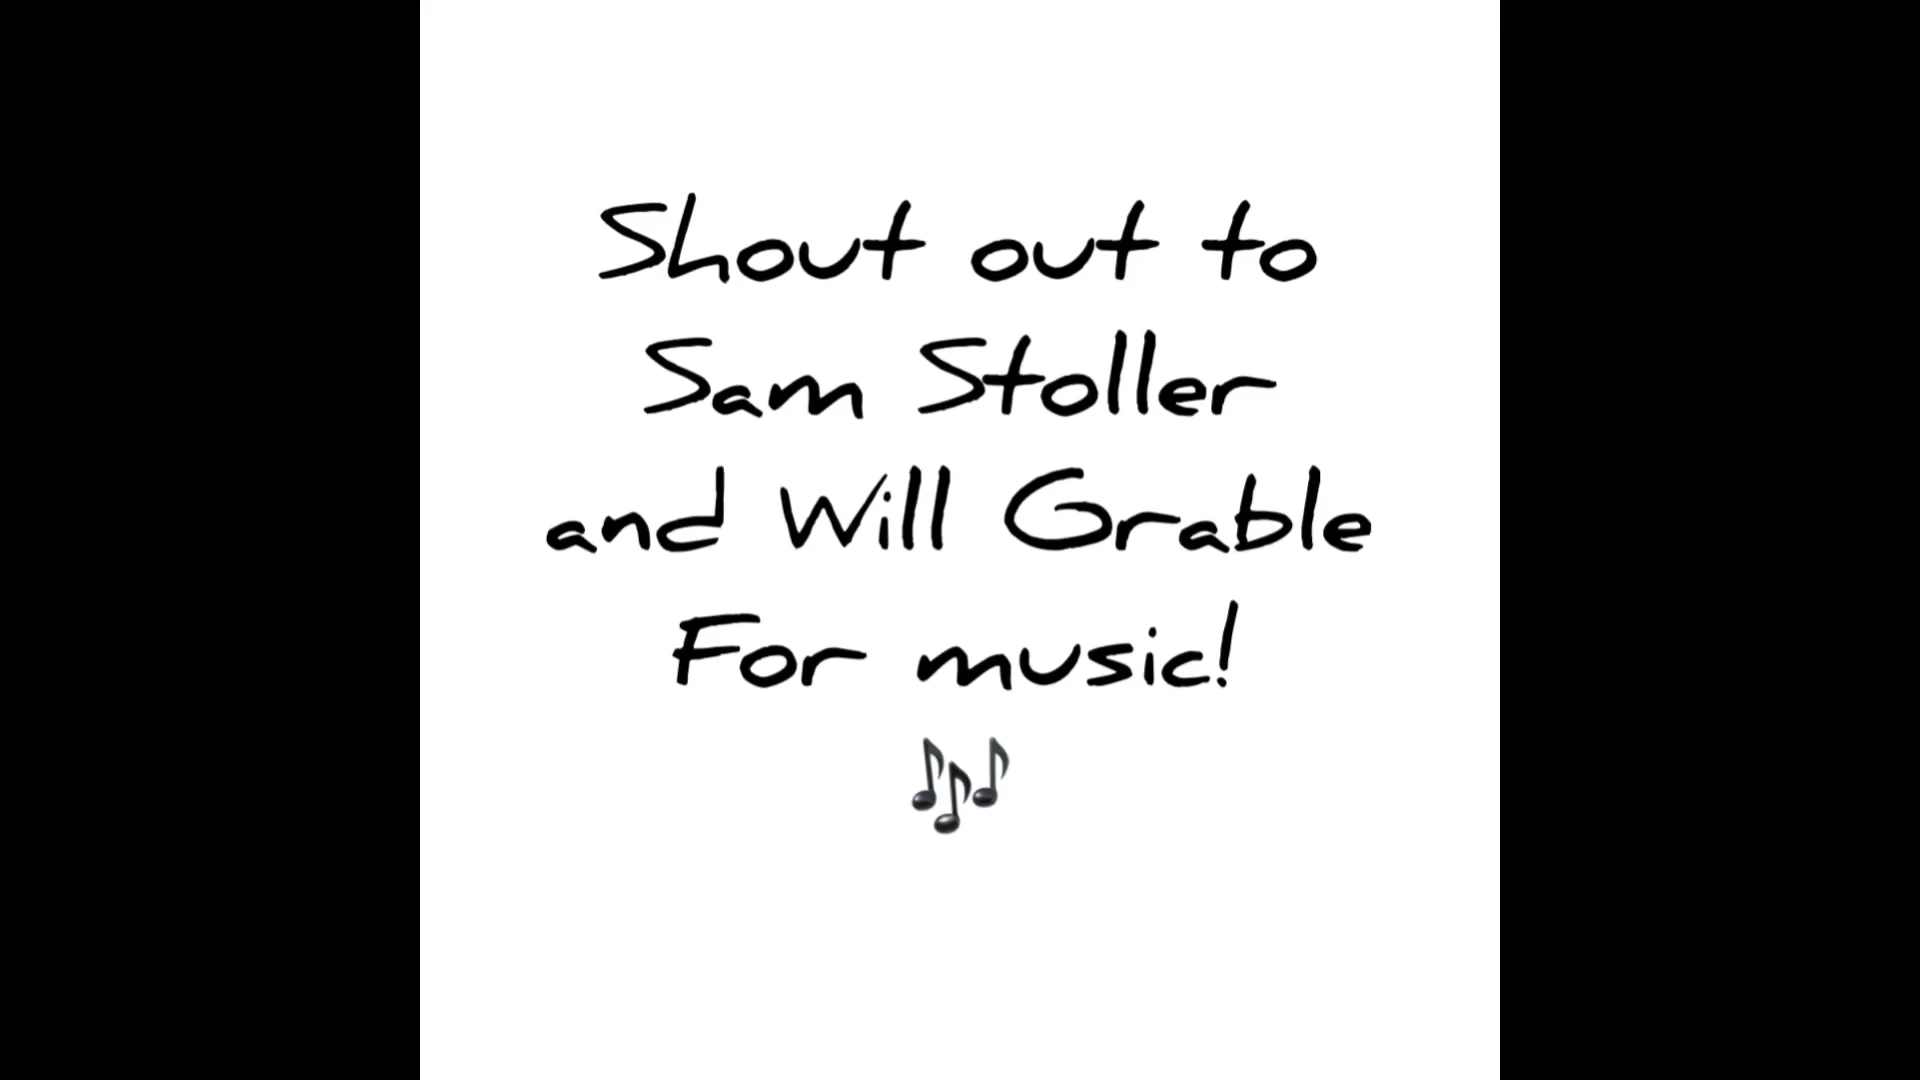 Shout out to
Sam Stoller
and Will Grable
For music!
🎶